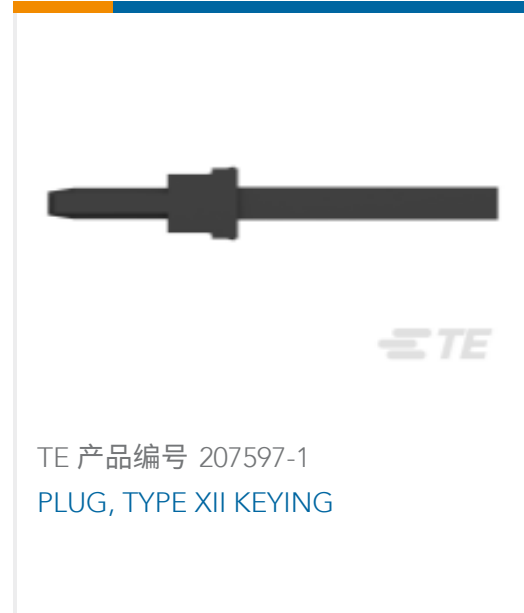 TE
TE 产品编号 207597-1
PLUG, TYPE XII KEYING